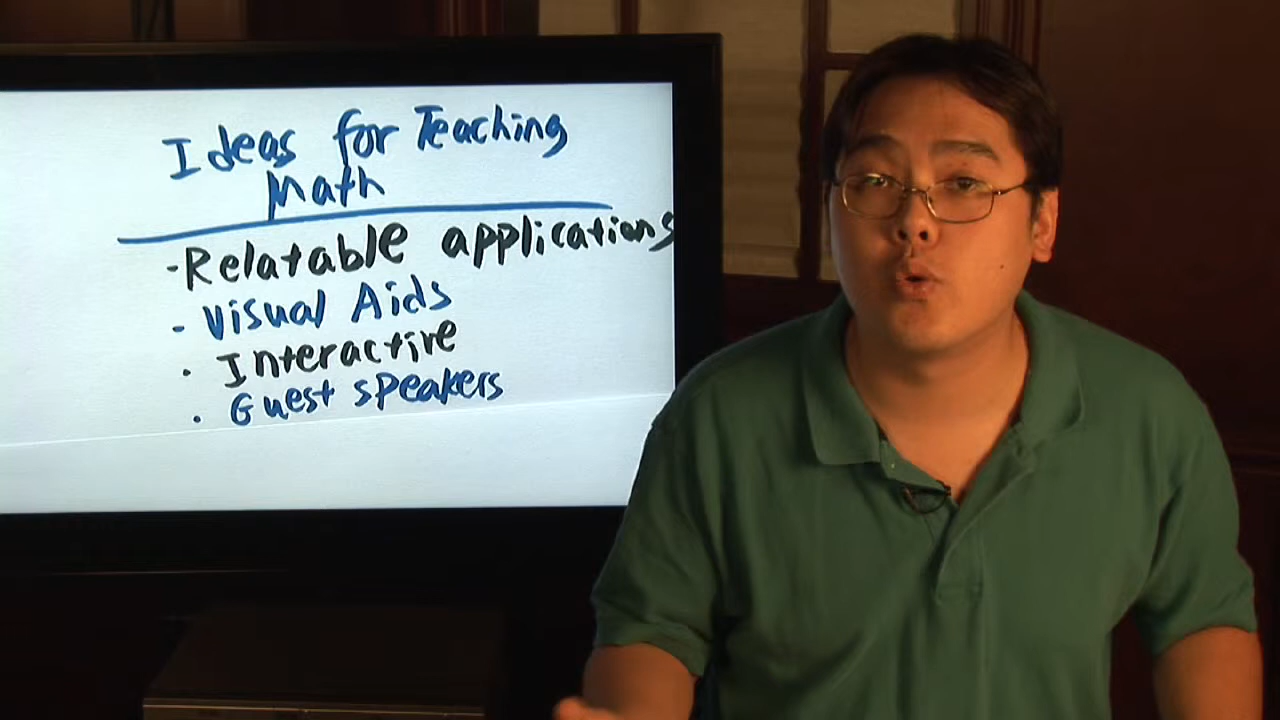 Ideas for Teaching
Math
-Relatable applications
- Visual Aids
· Interactive
· Guest speakers